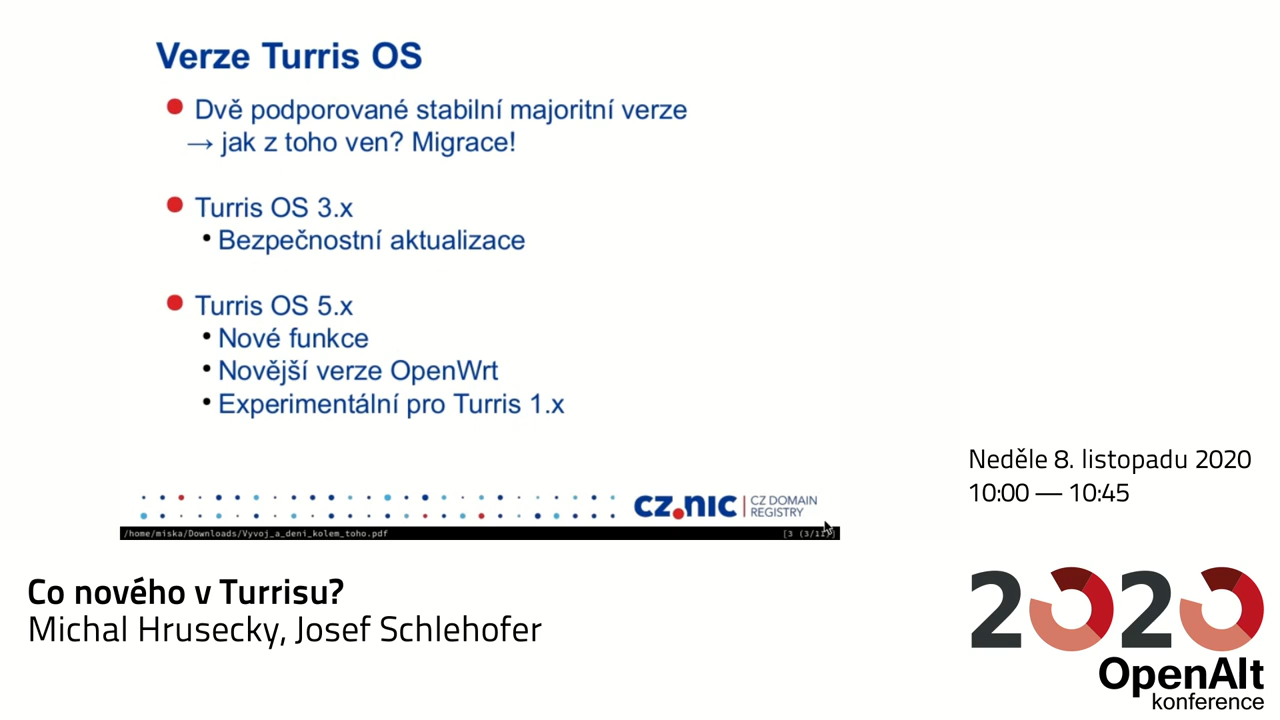 Verze Turris OS
Dvě podporované stabilní majoritní verze
→ jak z toho ven? Migrace!
Turris OS 3.x
Bezpečnostní aktualizace
Turris OS 5.x
Nové funkce
Novější verze OpenWrt
Experimentální pro Turris 1.x
CZ.NIC | CZ DOMAIN
REGISTRY
/home/miska/Downloads/Vyvoj_a_deni_kolem_toho.pdf
[3 (3/11)]
Neděle 8. listopadu 2020
10:00 — 10:45
Co nového v Turrisu?
Michal Hrusecky, Josef Schlehofer
2020
OpenAlt
konference